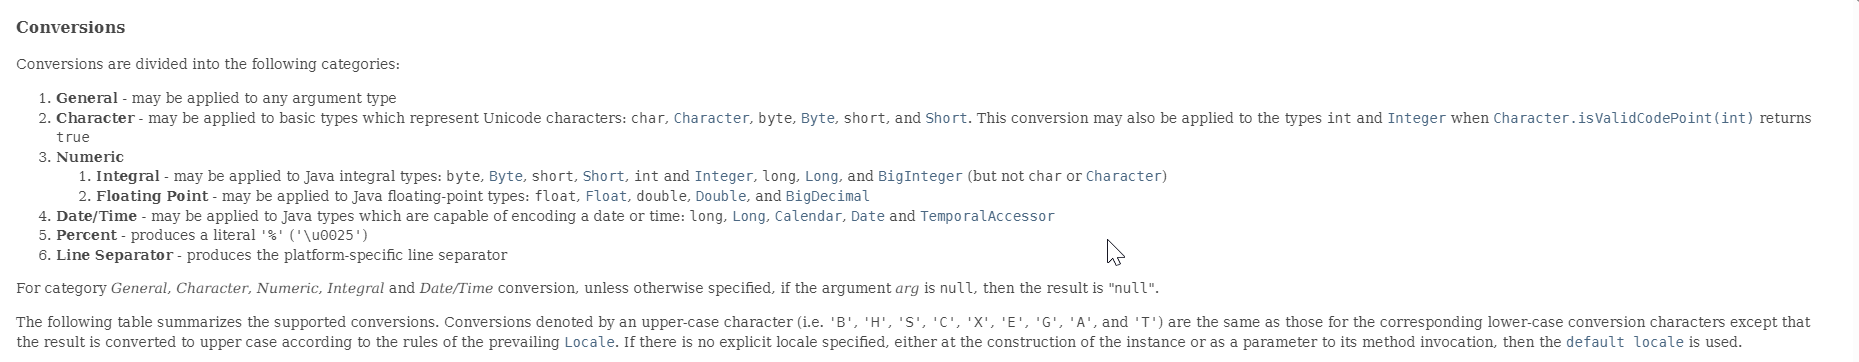 Conversions
Conversions are divided into the following categories:
1. General - may be applied to any argument type
2. Character - may be applied to basic types which represent Unicode characters: char, Character, byte, Byte, short, and Short. This conversion may also be applied to the types int and Integer when Character.isValidCodePoint(int) returns
true
3. Numeric
1. Integral - may be applied to Java integral types: byte, Byte, short, Short, int and Integer, long, Long, and BigInteger (but not char or Character)
2. Floating Point - may be applied to Java floating-point types: float, Float, double, Double, and BigDecimal
4. Date/Time - may be applied to Java types which are capable of encoding a date or time: long, Long, Calendar, Date and TemporalAccessor
5. Percent - produces a literal '%' ('\u0025')
6. Line Separator - produces the platform-specific line separator
For category General, Character, Numeric, Integral and Date/Time conversion, unless otherwise specified, if the argument arg is null, then the result is "null".
The following table summarizes the supported conversions. Conversions denoted by an upper-case character (i.e. 'B', 'H', 'S', 'C', 'X', 'E', 'G', 'A', and 'T') are the same as those for the corresponding lower-case conversion characters except that
the result is converted to upper case according to the rules of the prevailing Locale. If there is no explicit locale specified, either at the construction of the instance or as a parameter to its method invocation, then the default locale is used.